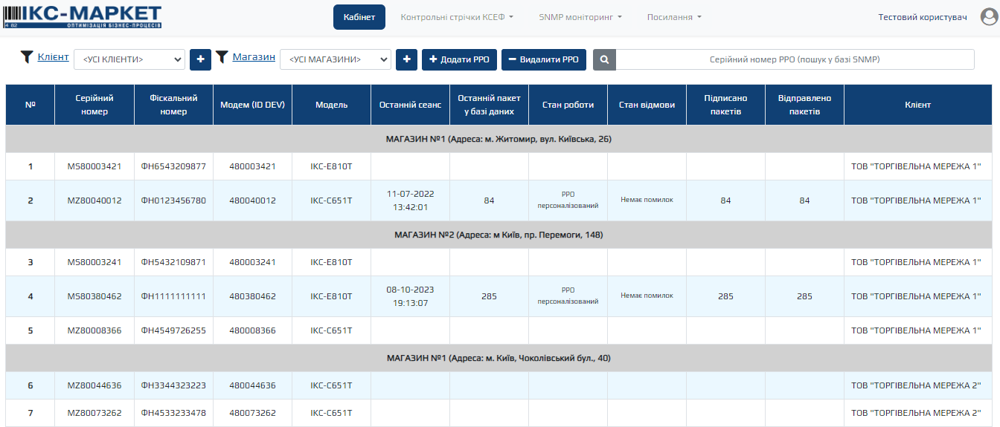 ІКС-МАРКЕТ
4 82 ОПТИМІЗАЦІЯ БІЗНЕС-ПРОЦЕСІВ
Кабінет Контрольні стрічки КСЕФ SNMP моніторинг Посилання Тестовий користувач
Клієнт <УСІ КЛІЄНТИ> + Магазин <УСІ МАГАЗИНИ> + + Додати РРО − Видалити РРО Серійний номер РРО (пошук у базі SNMP)
№ Серійний номер Фіскальний номер Модем (ID DEV) Модель Останній сеанс Останній пакет у базі даних Стан роботи Стан відмови Підписано пакетів Відправлено пакетів Клієнт
МАГАЗИН №1 (Адреса: м. Житомир, вул. Київська, 26)
1 MS80003421 ФН6543209877 480003421 ІКС-Е810Т ТОВ "ТОРГІВЕЛЬНА МЕРЕЖА 1"
2 MZ80040012 ФН0123456780 480040012 ІКС-С651Т 11-07-2022 13:42:01 84 РРО персоналізований Немає помилок 84 84 ТОВ "ТОРГІВЕЛЬНА МЕРЕЖА 1"
МАГАЗИН №2 (Адреса: м Київ, пр. Перемоги, 148)
3 MS80003241 ФН5432109871 480003241 ІКС-Е810Т ТОВ "ТОРГІВЕЛЬНА МЕРЕЖА 1"
4 MS80380462 ФН1111111111 480380462 ІКС-Е810Т 08-10-2023 19:13:07 285 РРО персоналізований Немає помилок 285 285 ТОВ "ТОРГІВЕЛЬНА МЕРЕЖА 1"
5 MZ80008366 ФН4549726255 480008366 ІКС-С651Т ТОВ "ТОРГІВЕЛЬНА МЕРЕЖА 1"
МАГАЗИН №1 (Адреса: м. Київ, Чоколівський бул., 40)
6 MZ80044636 ФН3344323223 480044636 ІКС-С651Т ТОВ "ТОРГІВЕЛЬНА МЕРЕЖА 2"
7 MZ80073262 ФН4533233478 480073262 ІКС-С651Т ТОВ "ТОРГІВЕЛЬНА МЕРЕЖА 2"